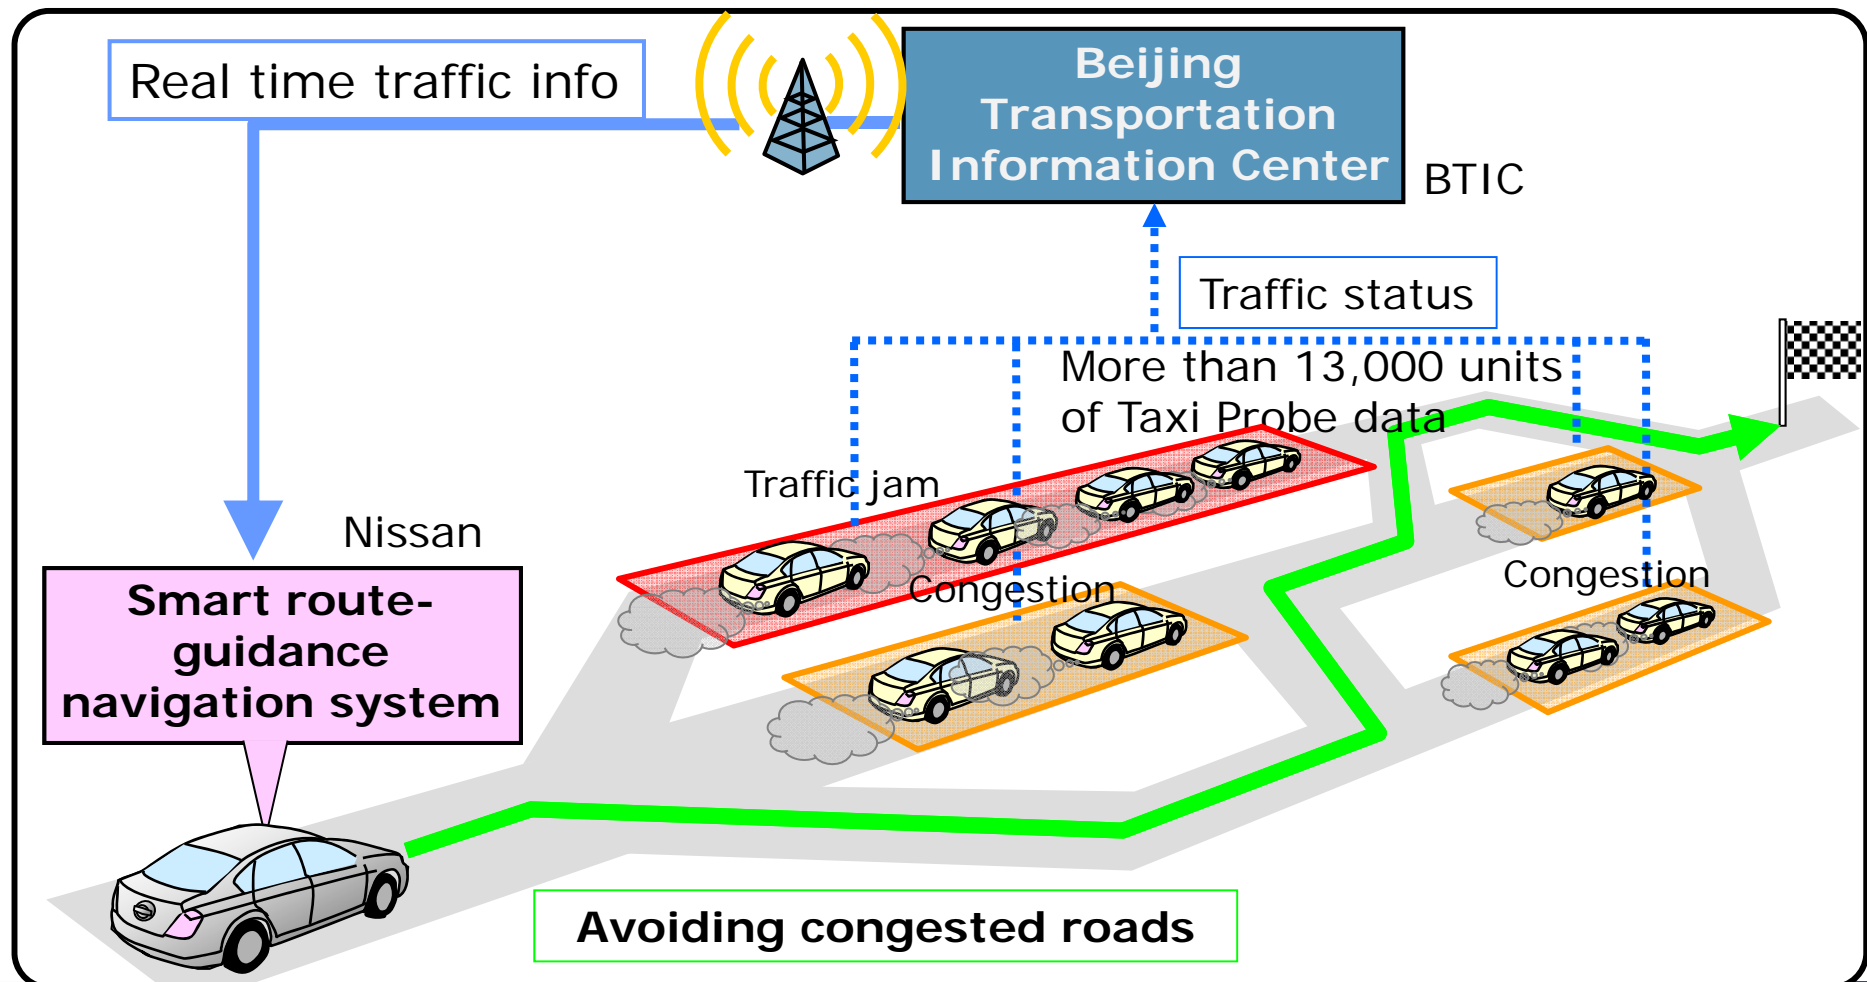 Real time traffic info
Beijing
Transportation
Information Center
BTIC
Traffic status
More than 13,000 units
of Taxi Probe data
Traffic jam
Nissan
Congestion
Congestion
Smart route-
guidance
navigation system
Avoiding congested roads